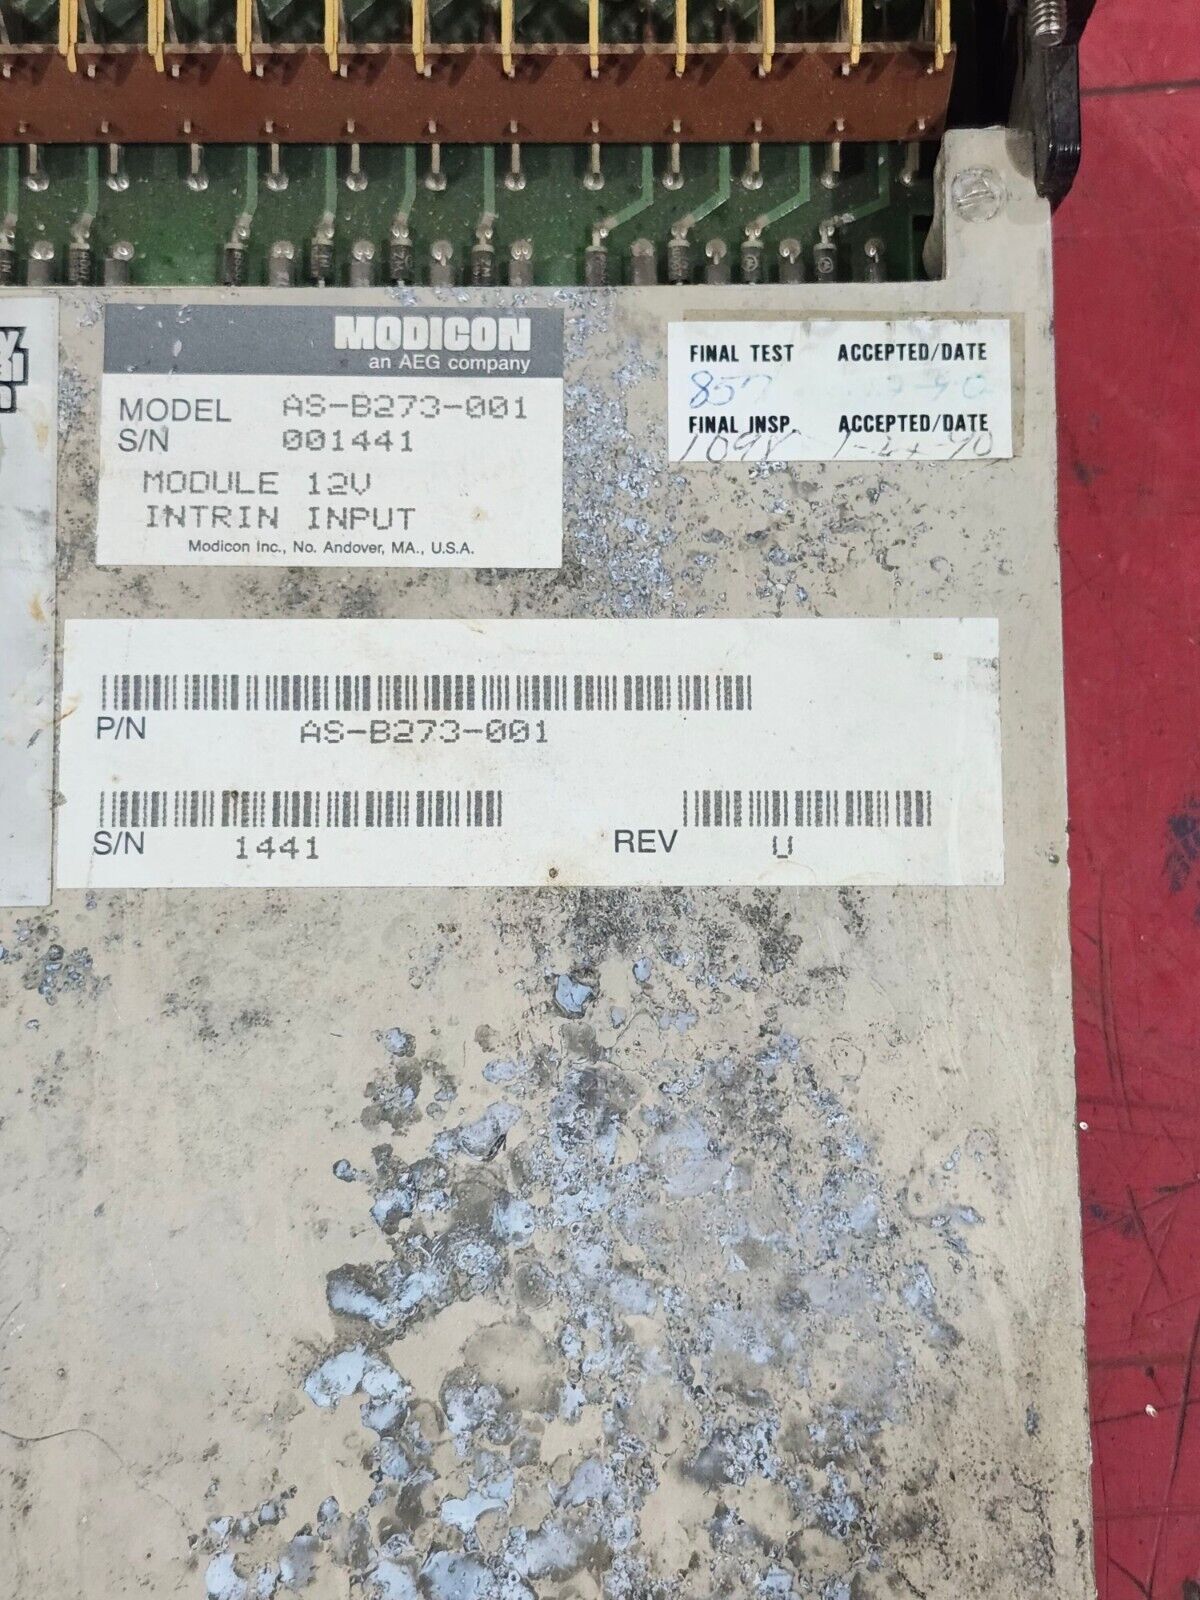 MODICON
an AEG company
MODEL AS-B273-001
S/N 001441
MODULE 12V
INTRIN INPUT
Modicon Inc., No. Andover, MA., U.S.A.
FINAL TEST ACCEPTED/DATE
FINAL INSP. ACCEPTED/DATE
P/N AS-B273-001
S/N 1441 REV U